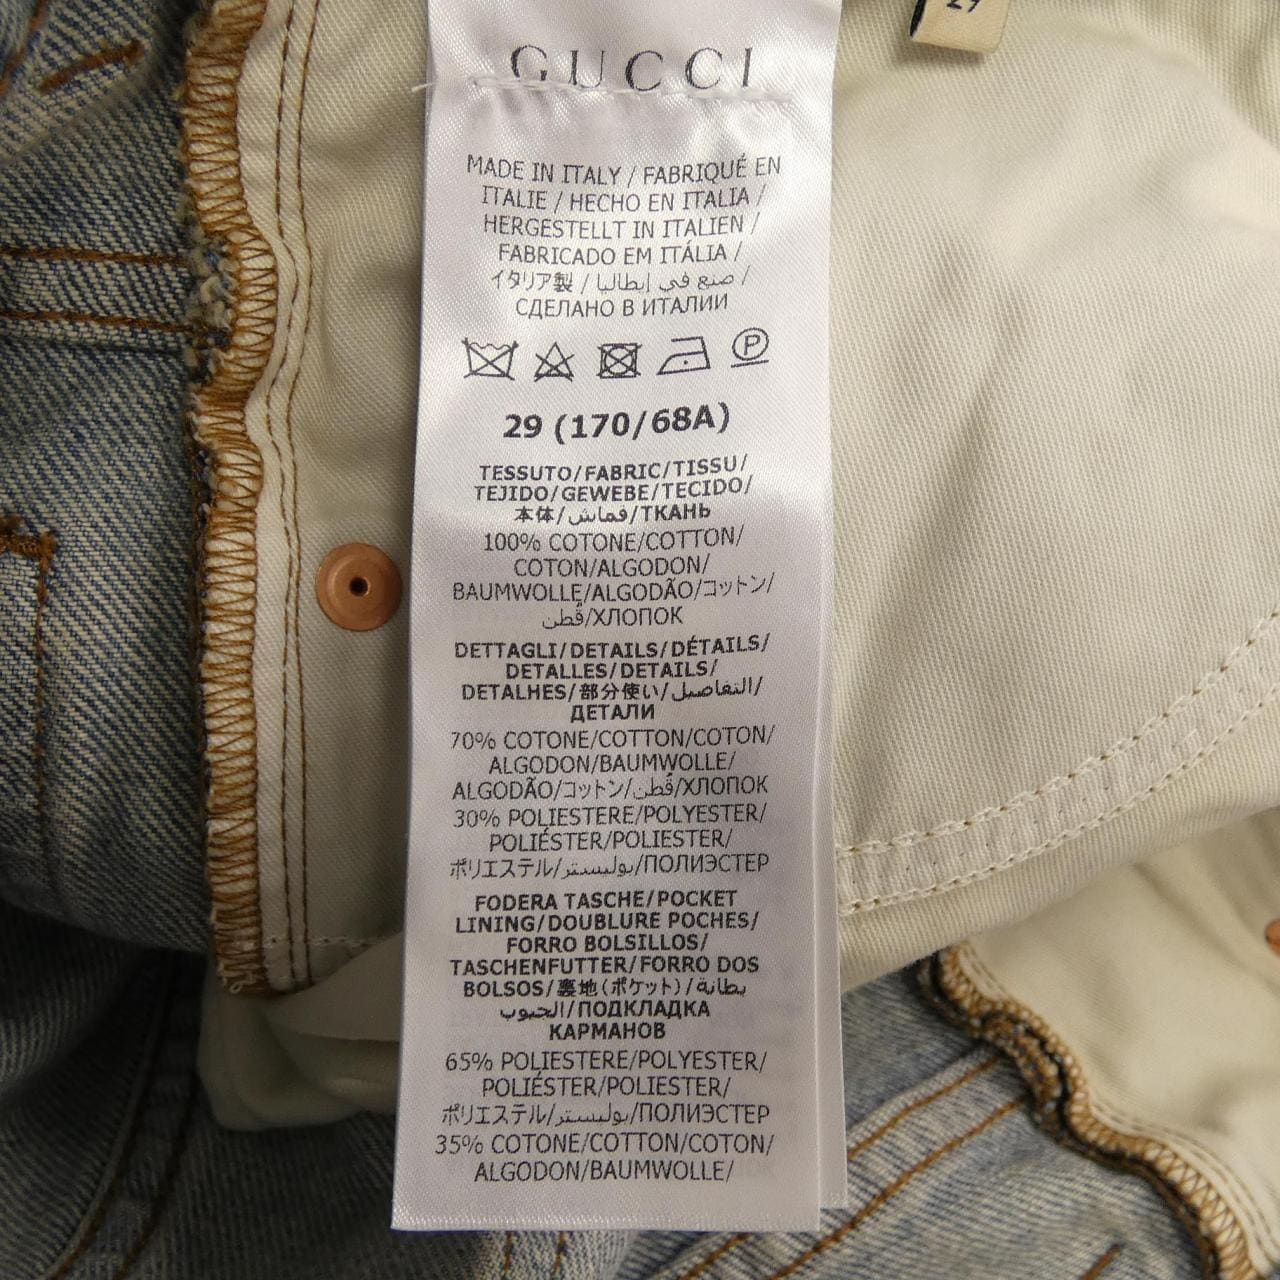 29
GUCCI
MADE IN ITALY / FABRIQUÉ EN
ITALIE / HECHO EN ITALIA /
HERGESTELLT IN ITALIEN /
FABRICADO EM ITÁLIA /
イタリア製 / صنع في إيطاليا /
СДЕЛАНО В ИТАЛИИ
P
29 (170/68A)
TESSUTO/FABRIC/TISSU/
TEJIDO/GEWEBE/TECIDO/
本体/قماش/ТКАНЬ
100% COTONE/COTTON/
COTON/ALGODON/
BAUMWOLLE/ALGODÃO/コットン/
قُطن/ХЛОПОК
DETTAGLI/DETAILS/DÉTAILS/
DETALLES/DETAILS/
DETALHES/部分使い/التفاصيل/
ДЕТАЛИ
70% COTONE/COTTON/COTON/
ALGODON/BAUMWOLLE/
ALGODÃO/コットン/قُطن/ХЛОПОК
30% POLIESTERE/POLYESTER/
POLIÉSTER/POLIESTER/
ポリエステル/بوليستر/ПОЛИЭСТЕР
FODERA TASCHE/POCKET
LINING/DOUBLURE POCHES/
FORRO BOLSILLOS/
TASCHENFUTTER/FORRO DOS
BOLSOS/裏地(ポケット)/بطانة
الجيوب/ПОДКЛАДКА
КАРМАНОВ
65% POLIESTERE/POLYESTER/
POLIÉSTER/POLIESTER/
ポリエステル/بوليستر/ПОЛИЭСТЕР
35% COTONE/COTTON/COTON/
ALGODON/BAUMWOLLE/